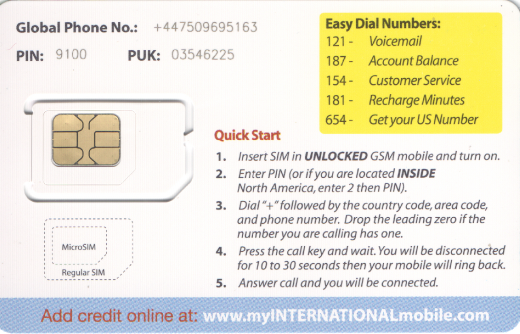 Global Phone No.: +447509695163
PIN: 9100 PUK: 03546225
Easy Dial Numbers:
121 - Voicemail
187 - Account Balance
154 - Customer Service
181 - Recharge Minutes
654 - Get your US Number
Quick Start
1. Insert SIM in UNLOCKED GSM mobile and turn on.
2. Enter PIN (or if you are located INSIDE
North America, enter 2 then PIN).
3. Dial "+" followed by the country code, area code,
and phone number. Drop the leading zero if the
number you are calling has one.
4. Press the call key and wait. You will be disconnected
for 10 to 30 seconds then your mobile will ring back.
5. Answer call and you will be connected.
MicroSIM
Regular SIM
Add credit online at: www.myINTERNATIONALmobile.com